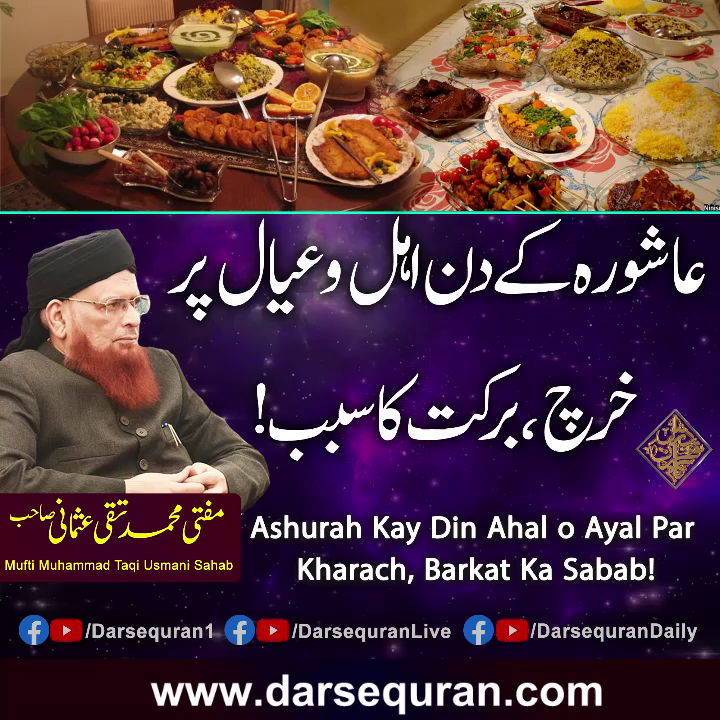 عاشورہ کے دن اہل و عیال پر
خرچ، برکت کا سبب!
مفتی محمد تقی عثمانی صاحب
Mufti Muhammad Taqi Usmani Sahab
Ashurah Kay Din Ahal o Ayal Par
Kharach, Barkat Ka Sabab!
/Darsequran1 /DarsequranLive /DarsequranDaily
www.darsequran.com